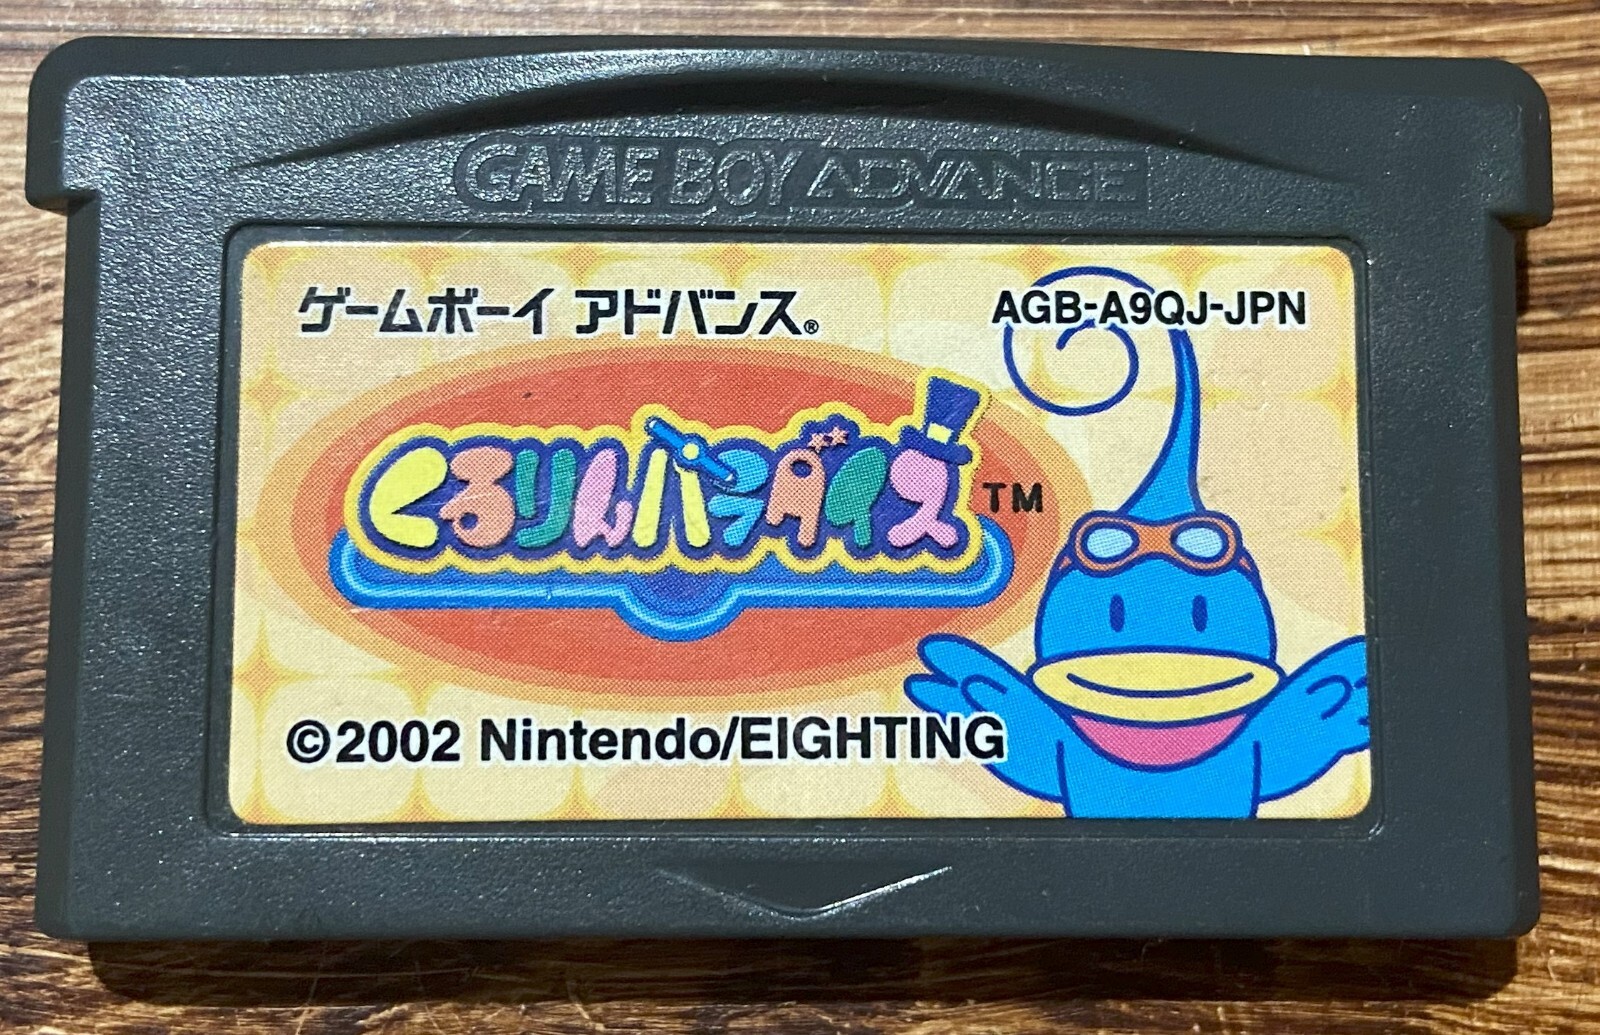 GAME BOY ADVANCE
ゲームボーイ アドバンス®
AGB-A9QJ-JPN
くるりんパラダイス™
©2002 Nintendo/EIGHTING